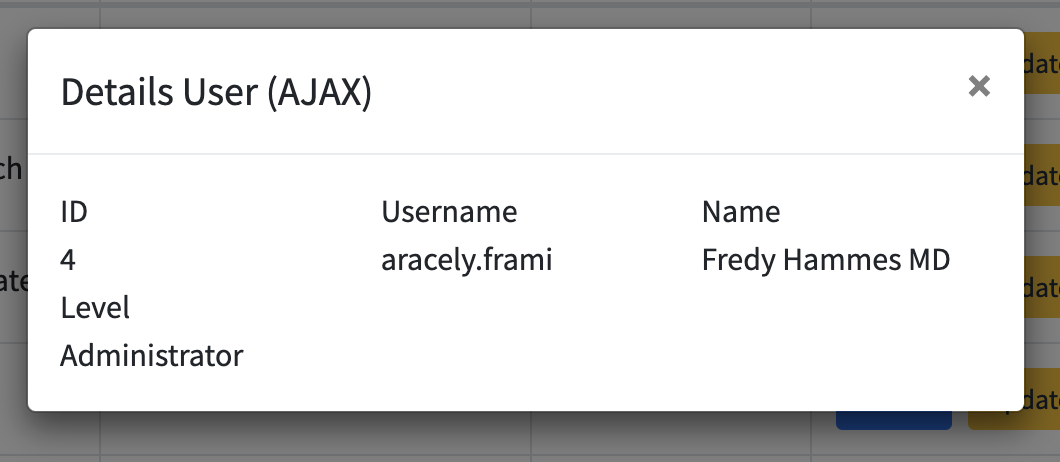 Details User (AJAX)
ID Username Name
4 aracely.frami Fredy Hammes MD
Level
Administrator